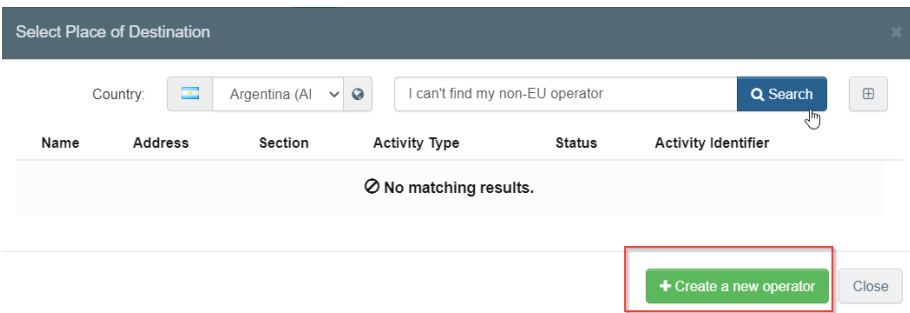 Select Place of Destination
Country: Argentina (AI I can't find my non-EU operator Search
Name Address Section Activity Type Status Activity Identifier
No matching results.
+ Create a new operator Close